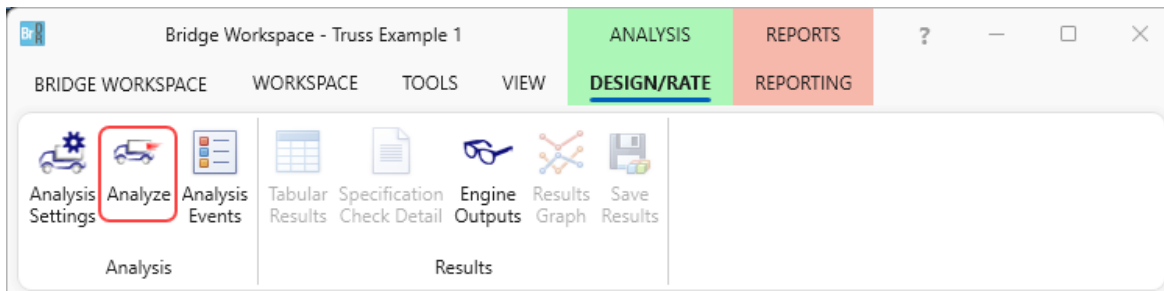 Br
Bridge Workspace - Truss Example 1 ANALYSIS REPORTS ?
BRIDGE WORKSPACE WORKSPACE TOOLS VIEW DESIGN/RATE REPORTING
Analysis Analyze Analysis Tabular Specification Engine Results Save
Settings Events Results Check Detail Outputs Graph Results
Analysis Results